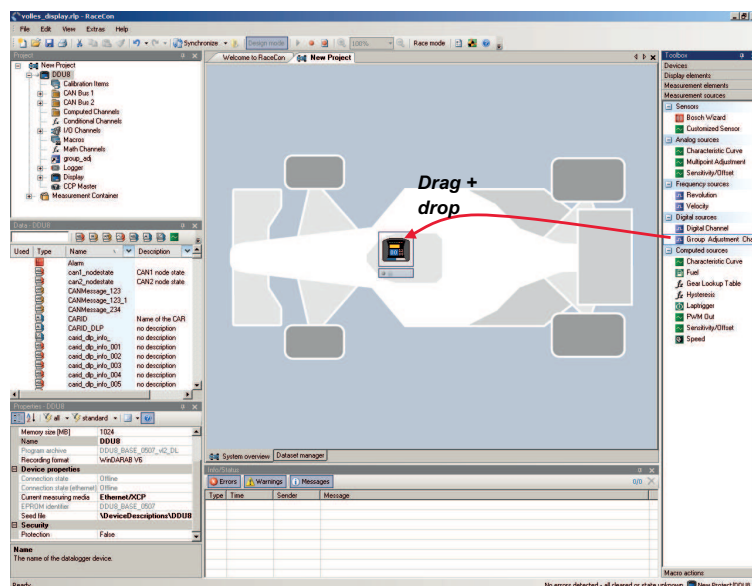 volles_display.rlp - RaceCon
File Edit View Extras Help
Synchronize Design mode 100% Race mode
Project
New Project
DDU8
Calibration Items
CAN Bus 1
CAN Bus 2
Computed Channels
Conditional Channels
I/O Channels
Macros
Math Channels
group_adj
Logger
Display
CCP Master
Measurement Container
Data - DDU8
Used Type Name Description
Alarm
can1_nodestate CAN1 node state
can2_nodestate CAN2 node state
CANMessage_123
CANMessage_123_1
CANMessage_234
CARID Name of the CAR
CARID_DLP no description
carid_dlp_info_ no description
carid_dlp_info_001 no description
carid_dlp_info_002 no description
carid_dlp_info_003 no description
carid_dlp_info_004 no description
carid_dlp_info_005 no description
Properties - DDU8
all standard
Memory size [MB] 1024
Name DDU8
Program archive DDU8_BASE_0507_vl2_DL
Recording format WinDARAB V6
Device properties
Connection state Offline
Connection state (ethernet) Offline
Current measuring media Ethernet/XCP
EPROM identifier DDU8_BASE_0507
Seed file \DeviceDescriptions\DDU8
Security
Protection False
Name
The name of the datalogger device.
Ready
Welcome to RaceCon New Project
Drag +
drop
System overview Dataset manager
Info/Status
Errors Warnings Messages 0/0
Type Time Sender Message
No errors detected - all cleared or state unknown New Project\DDU8
Toolbox
Devices
Display elements
Measurement elements
Measurement sources
Sensors
Bosch Wizard
Customized Sensor
Analog sources
Characteristic Curve
Multipoint Adjustment
Sensitivity/Offset
Frequency sources
Revolution
Velocity
Digital sources
Digital Channel
Group Adjustment Cha
Computed sources
Characteristic Curve
Fuel
Gear Lookup Table
Hysteresis
Laptrigger
PWM Out
Sensitivity/Offset
Speed
Macro actions